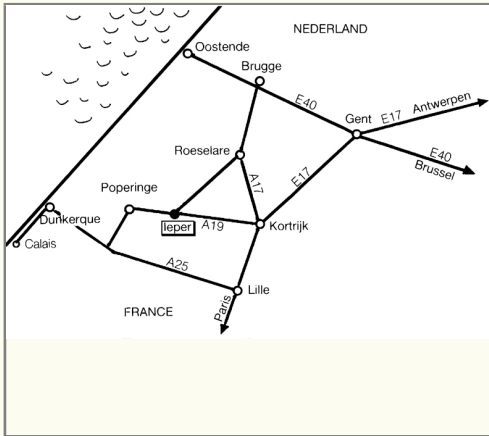 NEDERLAND
Oostende
Brugge
E40
E17
Antwerpen
Gent
E40
Brussel
Roeselare
A17
E17
Poperinge
Dunkerque
Ieper
A19
Kortrijk
Calais
A25
Lille
Paris
FRANCE